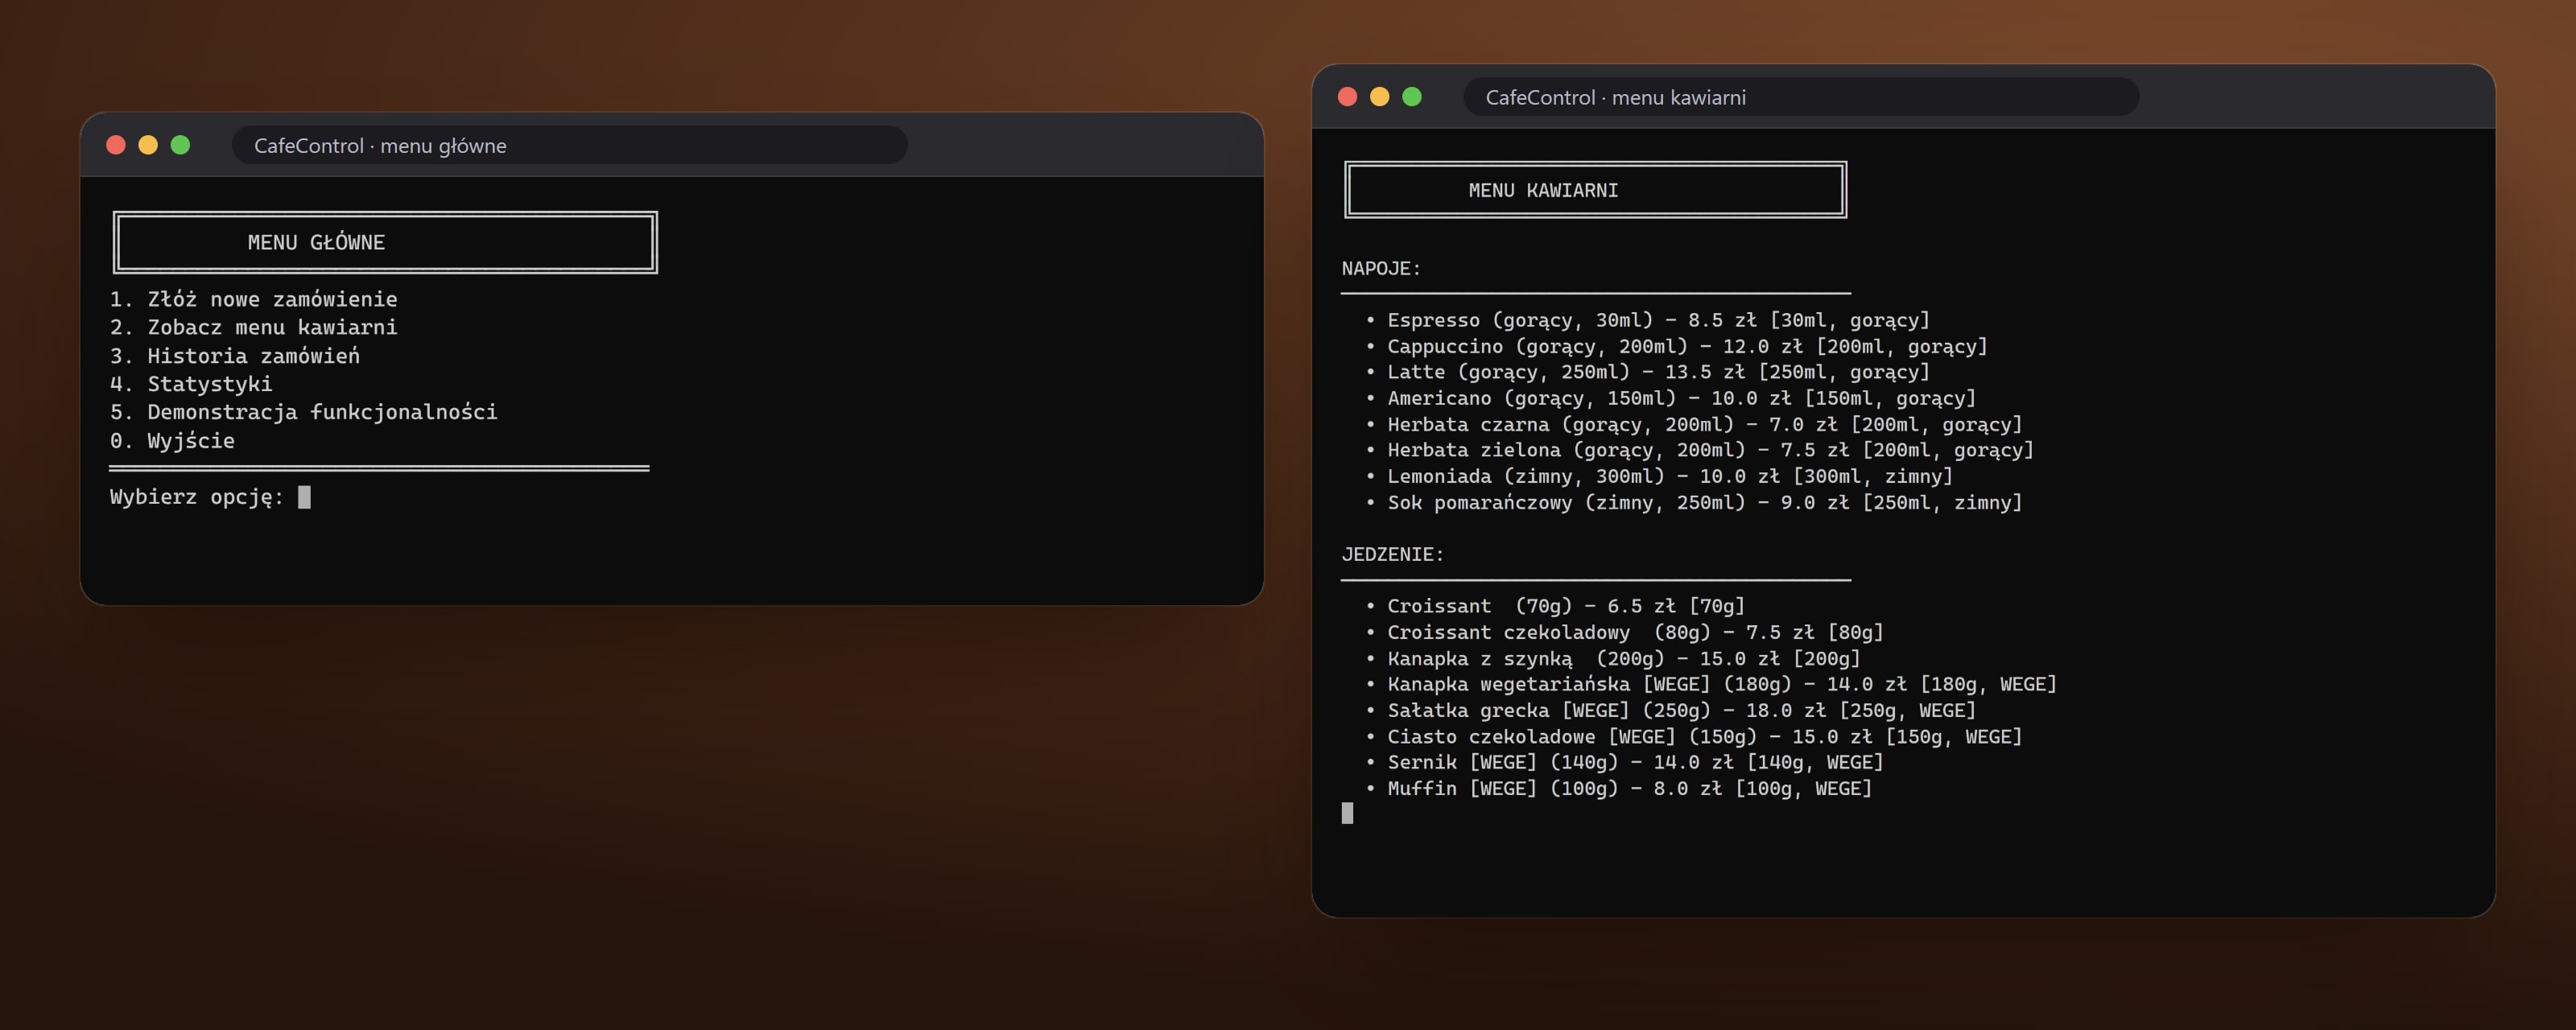 CafeControl · menu główne
MENU GŁÓWNE
1. Złóż nowe zamówienie
2. Zobacz menu kawiarni
3. Historia zamówień
4. Statystyki
5. Demonstracja funkcjonalności
0. Wyjście
Wybierz opcję:
CafeControl · menu kawiarni
MENU KAWIARNI
NAPOJE:
• Espresso (gorący, 30ml) - 8.5 zł [30ml, gorący]
• Cappuccino (gorący, 200ml) - 12.0 zł [200ml, gorący]
• Latte (gorący, 250ml) - 13.5 zł [250ml, gorący]
• Americano (gorący, 150ml) - 10.0 zł [150ml, gorący]
• Herbata czarna (gorący, 200ml) - 7.0 zł [200ml, gorący]
• Herbata zielona (gorący, 200ml) - 7.5 zł [200ml, gorący]
• Lemoniada (zimny, 300ml) - 10.0 zł [300ml, zimny]
• Sok pomarańczowy (zimny, 250ml) - 9.0 zł [250ml, zimny]
JEDZENIE:
• Croissant  (70g) - 6.5 zł [70g]
• Croissant czekoladowy  (80g) - 7.5 zł [80g]
• Kanapka z szynką  (200g) - 15.0 zł [200g]
• Kanapka wegetariańska [WEGE] (180g) - 14.0 zł [180g, WEGE]
• Sałatka grecka [WEGE] (250g) - 18.0 zł [250g, WEGE]
• Ciasto czekoladowe [WEGE] (150g) - 15.0 zł [150g, WEGE]
• Sernik [WEGE] (140g) - 14.0 zł [140g, WEGE]
• Muffin [WEGE] (100g) - 8.0 zł [100g, WEGE]